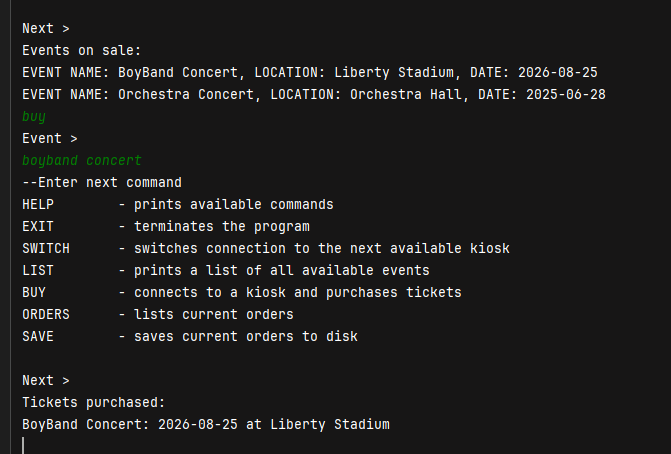 Next >
Events on sale:
EVENT NAME: BoyBand Concert, LOCATION: Liberty Stadium, DATE: 2026-08-25
EVENT NAME: Orchestra Concert, LOCATION: Orchestra Hall, DATE: 2025-06-28
buy
Event >
boyband concert
--Enter next command
HELP        - prints available commands
EXIT        - terminates the program
SWITCH      - switches connection to the next available kiosk
LIST        - prints a list of all available events
BUY         - connects to a kiosk and purchases tickets
ORDERS      - lists current orders
SAVE        - saves current orders to disk
Next >
Tickets purchased:
BoyBand Concert: 2026-08-25 at Liberty Stadium